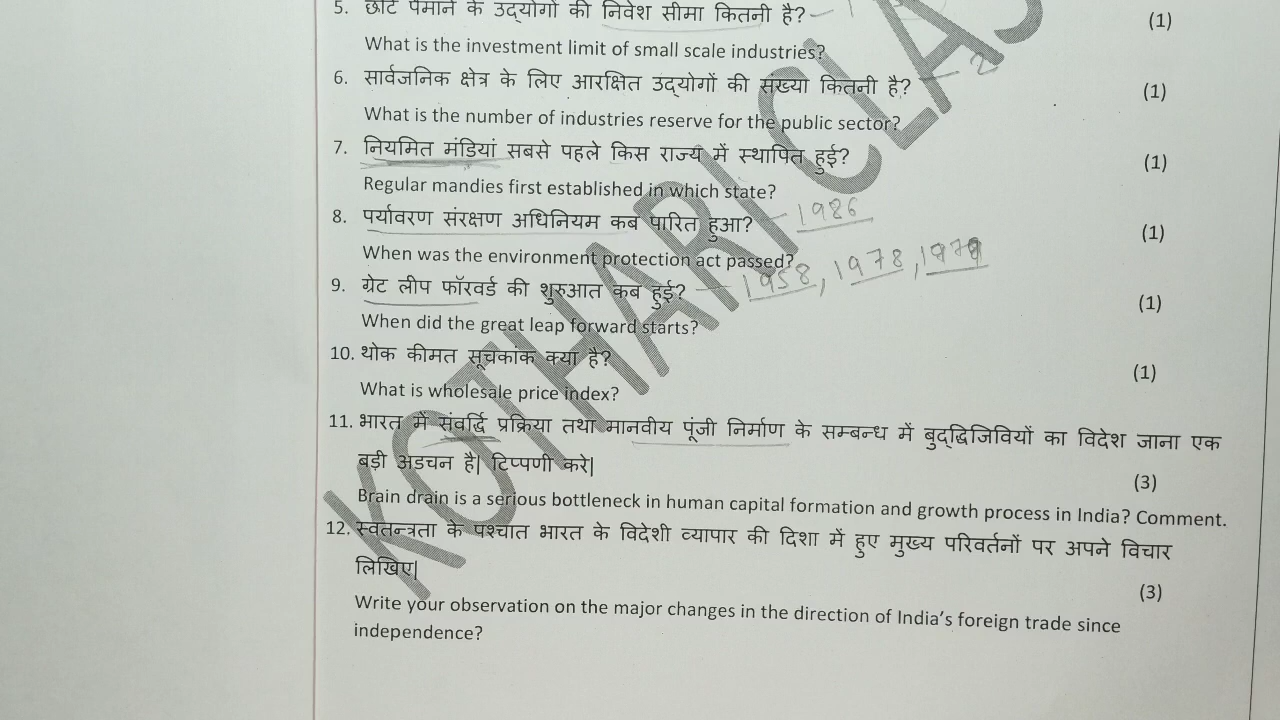 5. छोटे पैमाने के उद्योगों की निवेश सीमा कितनी है? (1)
What is the investment limit of small scale industries?
6. सार्वजनिक क्षेत्र के लिए आरक्षित उद्योगों की संख्या कितनी है? — 2 (1)
What is the number of industries reserve for the public sector?
7. नियमित मंडियां सबसे पहले किस राज्य में स्थापित हुई? (1)
Regular mandies first established in which state?
8. पर्यावरण संरक्षण अधिनियम कब पारित हुआ? — 1986 (1)
When was the environment protection act passed?
9. ग्रेट लीप फॉरवर्ड की शुरुआत कब हुई? — 1958, 1978, 1979 (1)
When did the great leap forward starts?
10. थोक कीमत सूचकांक क्या है? (1)
What is wholesale price index?
11. भारत में संवर्द्धि प्रक्रिया तथा मानवीय पूंजी निर्माण के सम्बन्ध में बुद्धिजिवियों का विदेश जाना एक
बड़ी अडचन है| टिप्पणी करे| (3)
Brain drain is a serious bottleneck in human capital formation and growth process in India? Comment.
12. स्वतन्त्रता के पश्चात भारत के विदेशी व्यापार की दिशा में हुए मुख्य परिवर्तनों पर अपने विचार
लिखिए| (3)
Write your observation on the major changes in the direction of India's foreign trade since
independence?
KOTHARI CLAS